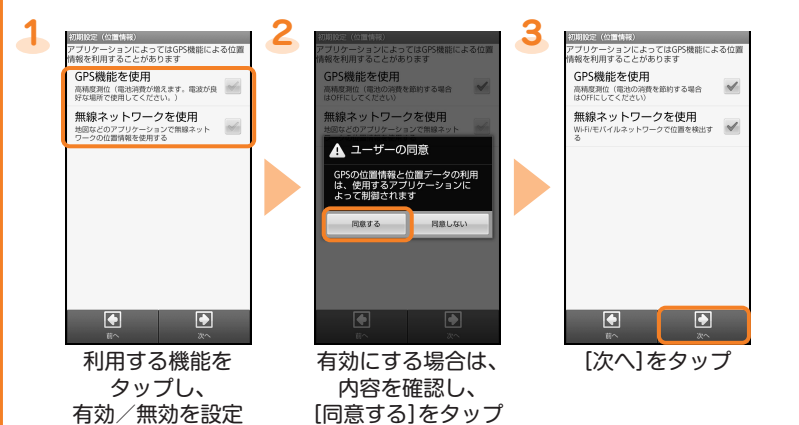 1
初期設定（位置情報）
アプリケーションによってはGPS機能による位置
情報を利用することがあります
GPS機能を使用
高精度測位（電池消費が増えます。電波が良
好な場所で使用してください。）
無線ネットワークを使用
地図などのアプリケーションで無線ネット
ワークの位置情報を使用する
前へ
次へ
利用する機能を
タップし、
有効／無効を設定
2
初期設定（位置情報）
アプリケーションによってはGPS機能による位置
情報を利用することがあります
GPS機能を使用
高精度測位（電池の消費を節約する場合
はOFFにしてください）
無線ネットワークを使用
地図などのアプリケーションで無線ネット
ユーザーの同意
GPSの位置情報と位置データの利用
は、使用するアプリケーションに
よって制御されます
同意する
同意しない
前へ
次へ
有効にする場合は、
内容を確認し、
[同意する]をタップ
3
初期設定（位置情報）
アプリケーションによってはGPS機能による位置
情報を利用することがあります
GPS機能を使用
高精度測位（電池の消費を節約する場合
はOFFにしてください）
無線ネットワークを使用
Wi-Fi/モバイルネットワークで位置を検出す
る
前へ
次へ
[次へ]をタップ